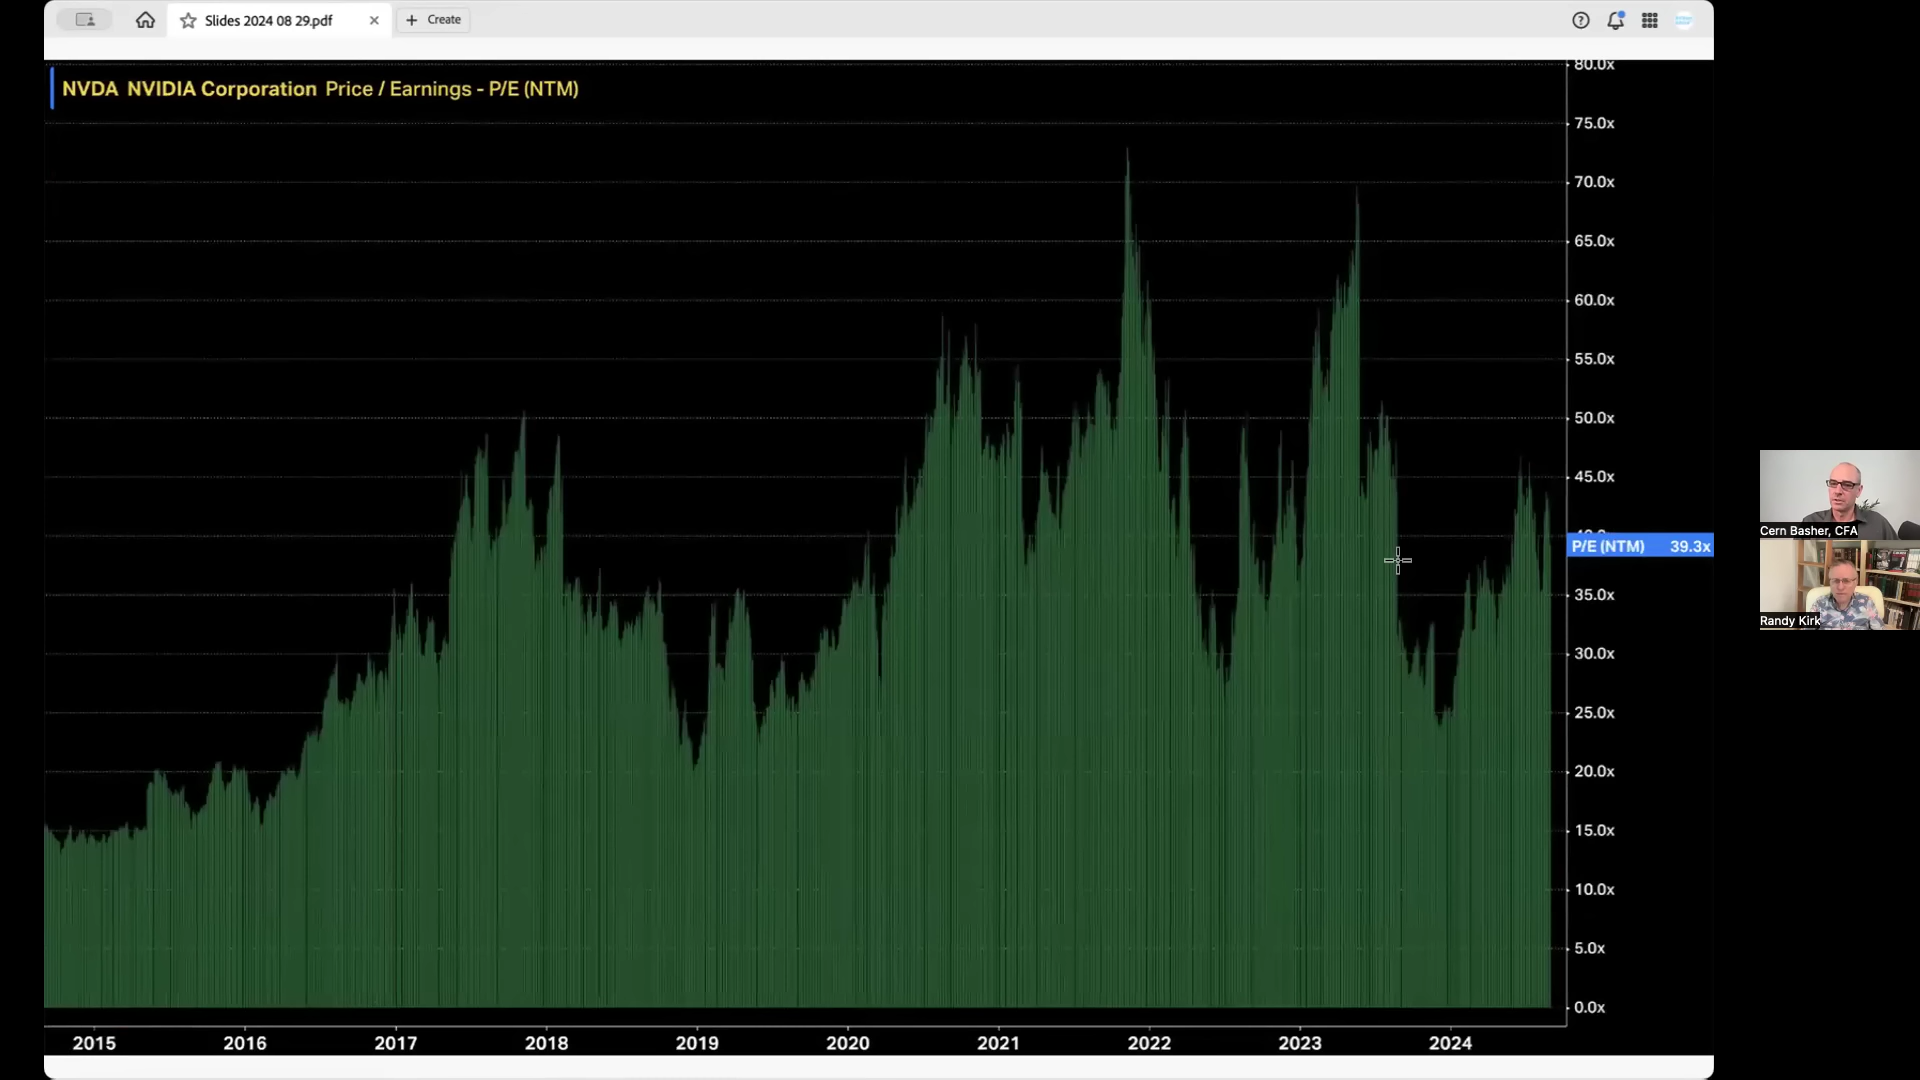 Slides 2024 08 29.pdf
Create
NVDA NVIDIA Corporation Price / Earnings - P/E (NTM)
80.0x
75.0x
70.0x
65.0x
60.0x
55.0x
50.0x
45.0x
P/E (NTM) 39.3x
35.0x
30.0x
25.0x
20.0x
15.0x
10.0x
5.0x
0.0x
2015 2016 2017 2018 2019 2020 2021 2022 2023 2024
Cern Basher, CFA
Randy Kirk